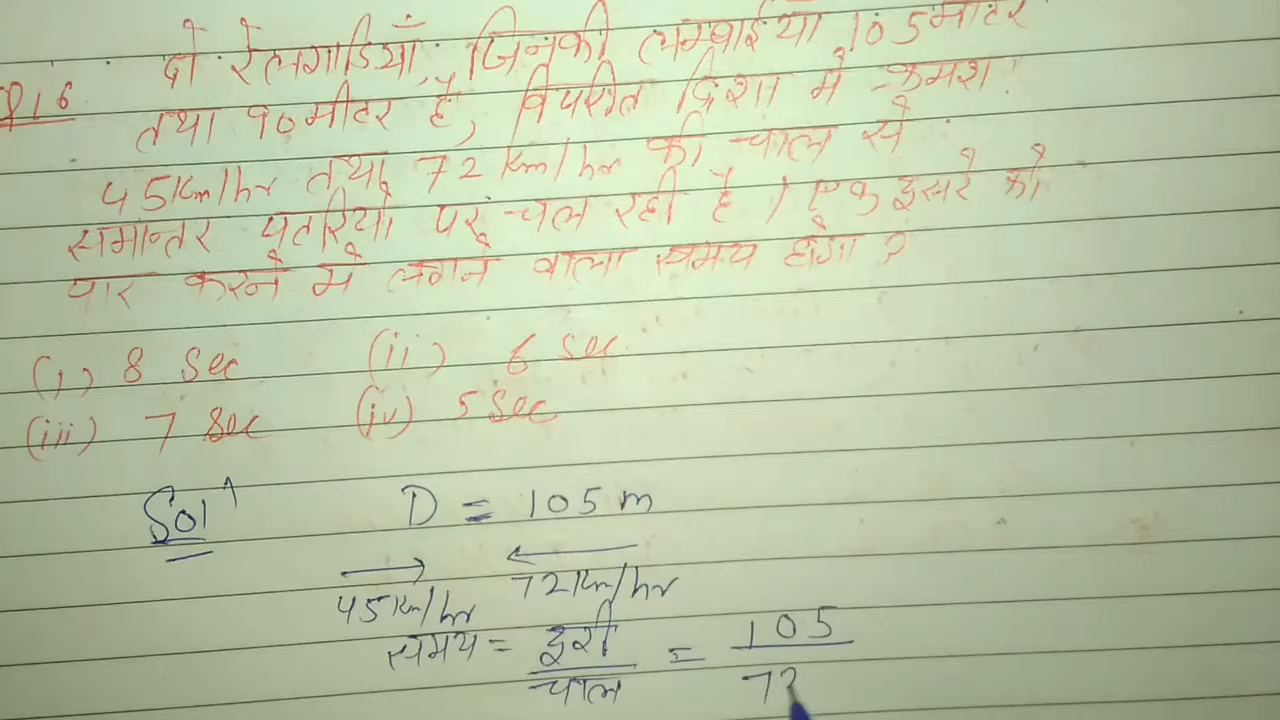 Q16. दो रेलगाडियाँ, जिनकी लम्बाईया 105 मीटर
तथा 90 मीटर है, विपरीत दिशा मे क्रमश:
45 Km/hr तथा 72 Km/hr की चाल से
समान्तर पटरियो पर चल रही है। एक दूसरे को
पार करने मे लगने वाला समय होगा ?
(i) 8 Sec (ii) 6 Sec
(iii) 7 Sec (iv) 5 Sec
Sol^ D = 105 m
→ ←
45 Km/hr 72 Km/hr
समय = दूरी / चाल = 105 / 72